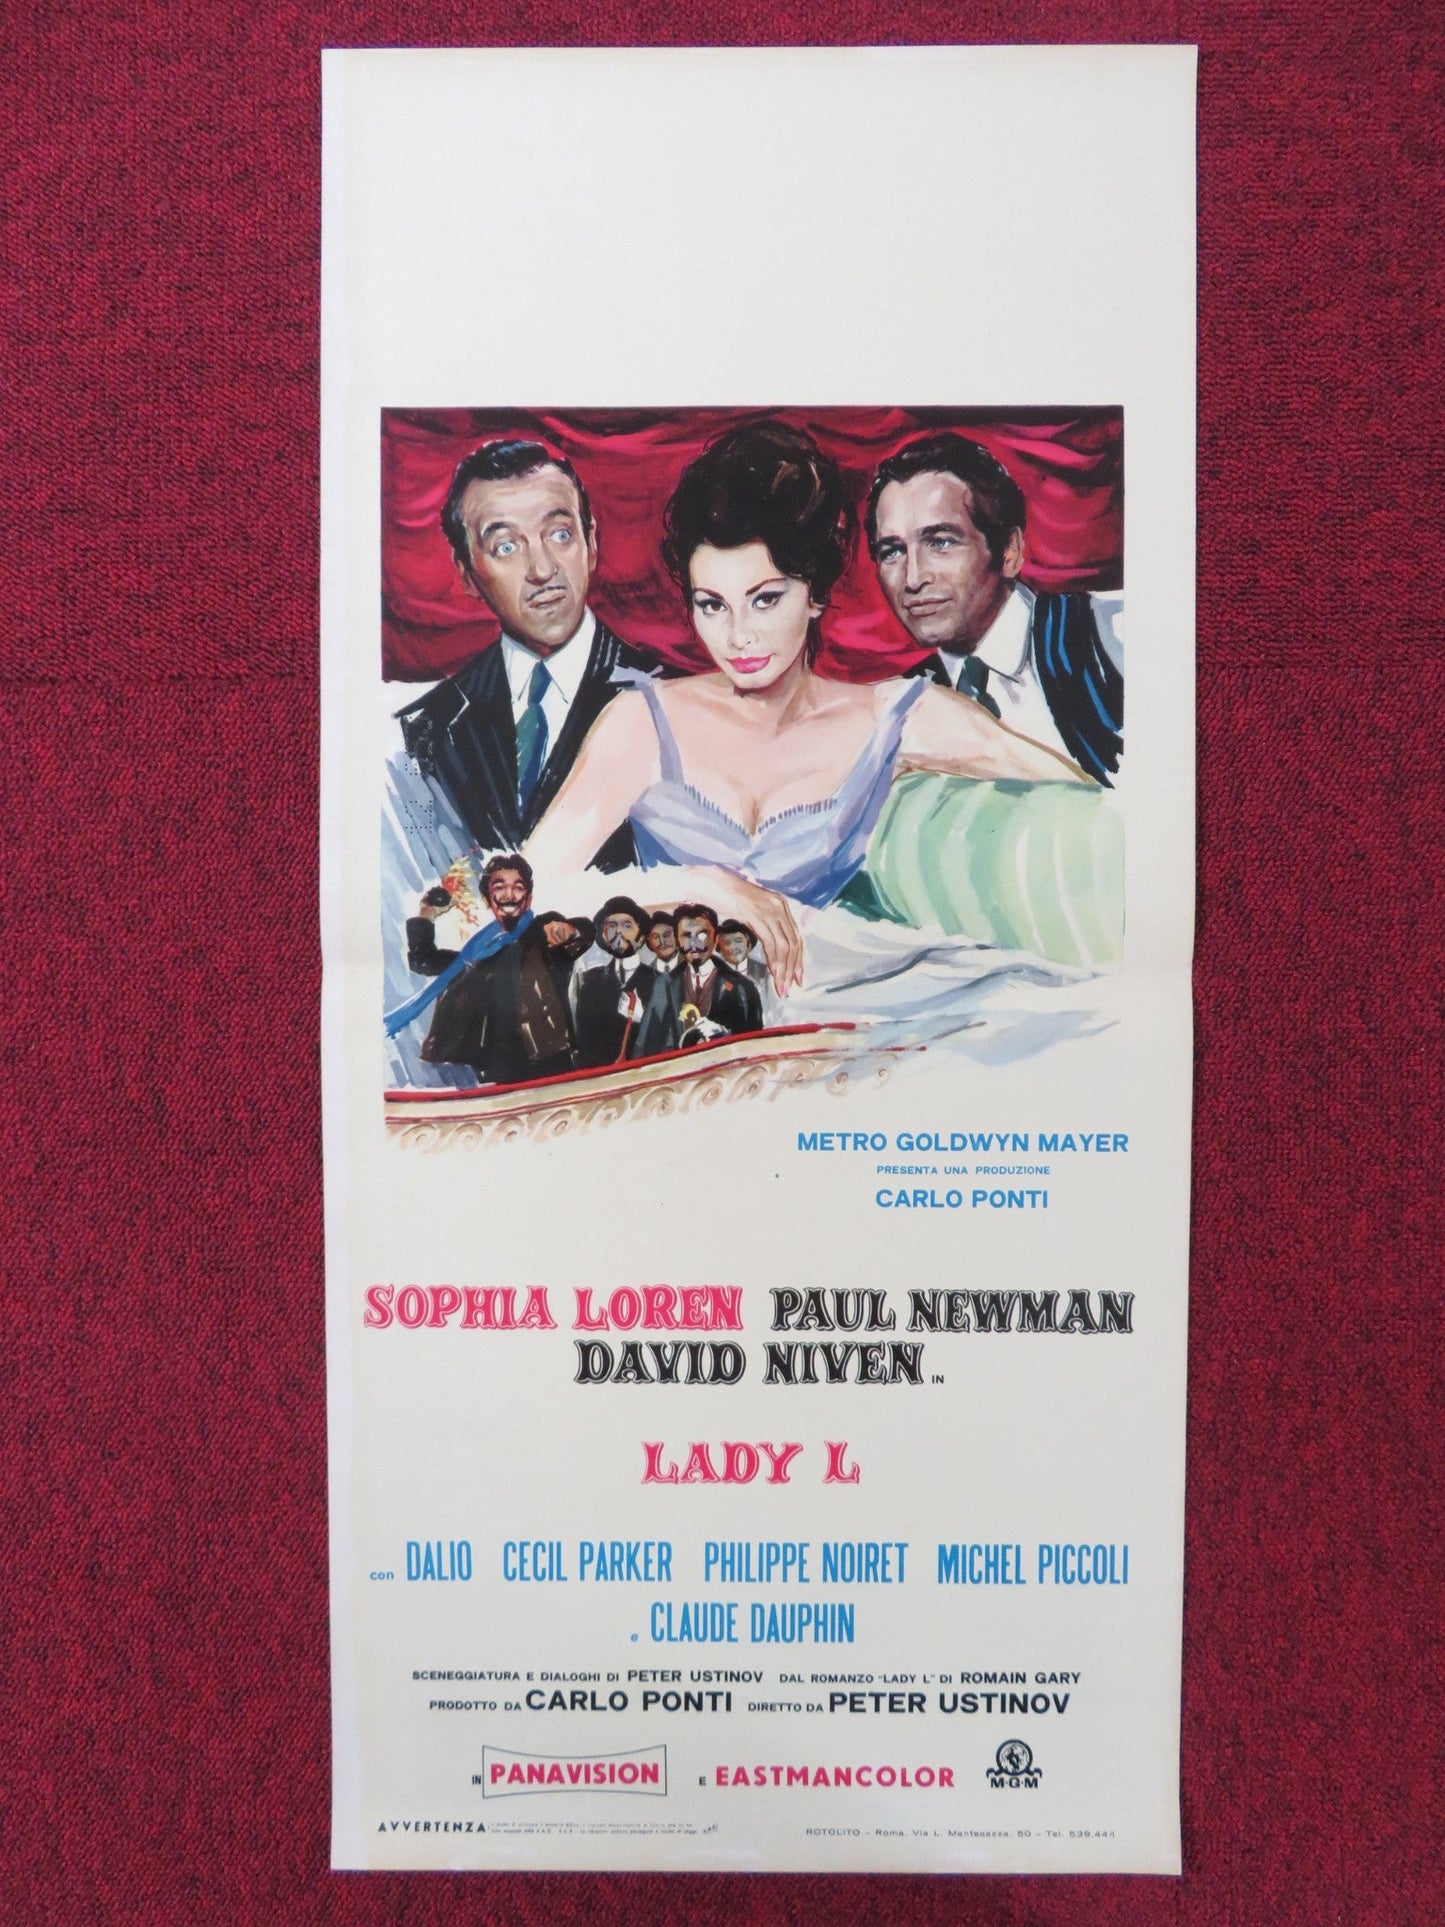 METRO GOLDWYN MAYER
PRESENTA UNA PRODUZIONE
CARLO PONTI
SOPHIA LOREN PAUL NEWMAN
DAVID NIVEN IN
LADY L
con DALIO CECIL PARKER PHILIPPE NOIRET MICHEL PICCOLI
e CLAUDE DAUPHIN
SCENEGGIATURA E DIALOGHI DI PETER USTINOV DAL ROMANZO "LADY L" DI ROMAIN GARY
PRODOTTO DA CARLO PONTI DIRETTO DA PETER USTINOV
IN PANAVISION E EASTMANCOLOR M-G-M
AVVERTENZA
ROTOLITO - Roma. Via L. Mantegazza, 50 - Tel. 539.444